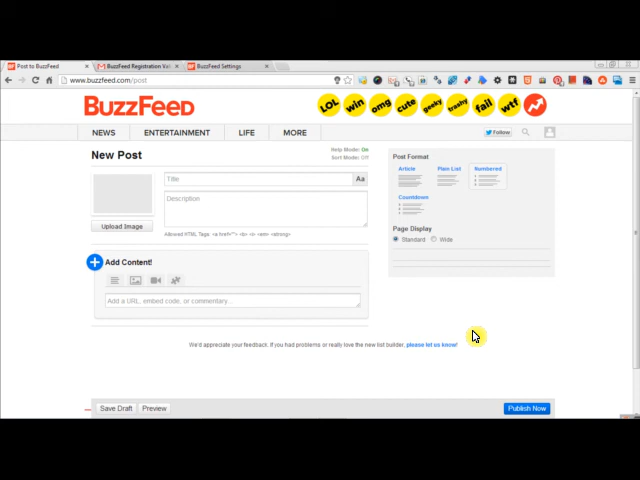 Post to BuzzFeed
BuzzFeed Registration Val
BuzzFeed Settings
www.buzzfeed.com/post
BuzzFeed
LOL
win
omg
cute
geeky
trashy
fail
wtf
NEWS
ENTERTAINMENT
LIFE
MORE
Follow
New Post
Help Mode: On
Sort Mode: Off
Title
Aa
Description
Upload Image
Allowed HTML Tags: <a href=""> <b> <i> <em> <strong>
Post Format
Article
Plain List
Numbered
Countdown
Page Display
Standard
Wide
Add Content!
Add a URL, embed code, or commentary...
We'd appreciate your feedback. If you had problems or really love the new list builder, please let us know!
Save Draft
Preview
Publish Now